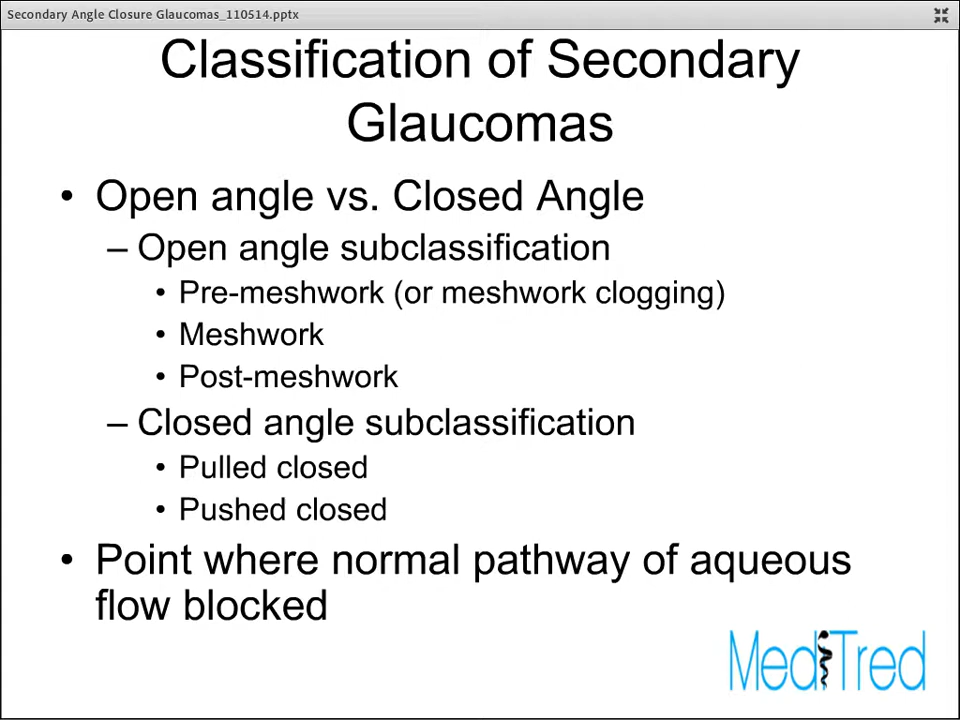 Secondary Angle Closure Glaucomas_110514.pptx
Classification of Secondary
Glaucomas
• Open angle vs. Closed Angle
– Open angle subclassification
• Pre-meshwork (or meshwork clogging)
• Meshwork
• Post-meshwork
– Closed angle subclassification
• Pulled closed
• Pushed closed
• Point where normal pathway of aqueous
flow blocked
MediTred